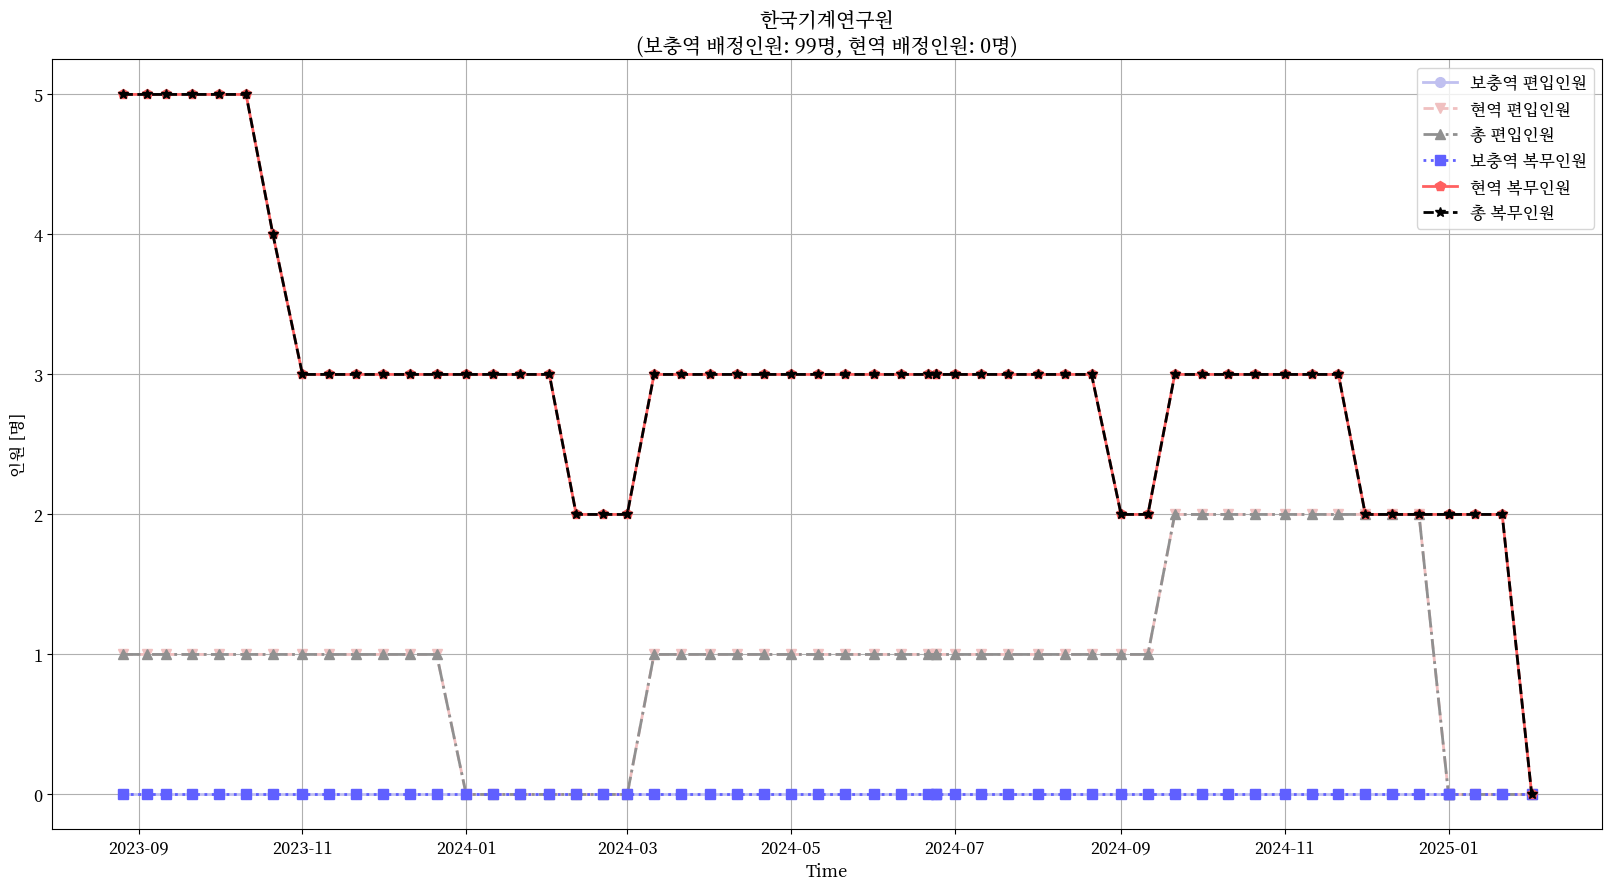 한국기계연구원
(보충역 배정인원: 99명, 현역 배정인원: 0명)
보충역 편입인원
현역 편입인원
총 편입인원
보충역 복무인원
현역 복무인원
총 복무인원
인원 [명]
5
4
3
2
1
0
2023-09 2023-11 2024-01 2024-03 2024-05 2024-07 2024-09 2024-11 2025-01
Time